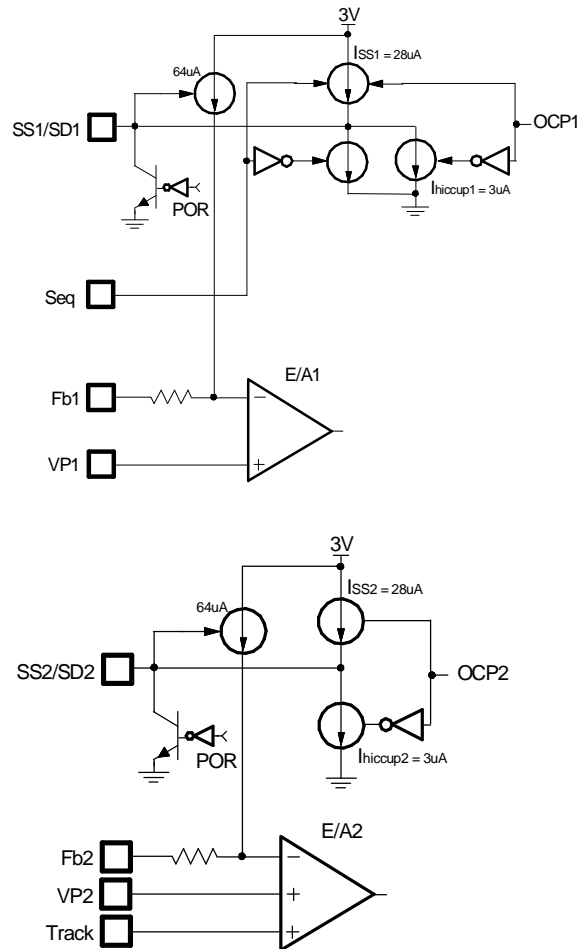 3V
ISS1 = 28uA
64uA
SS1/SD1
OCP1
Ihiccup1 = 3uA
POR
Seq
E/A1
Fb1
VP1
3V
ISS2 = 28uA
64uA
SS2/SD2
OCP2
POR
Ihiccup2 = 3uA
E/A2
Fb2
VP2
Track